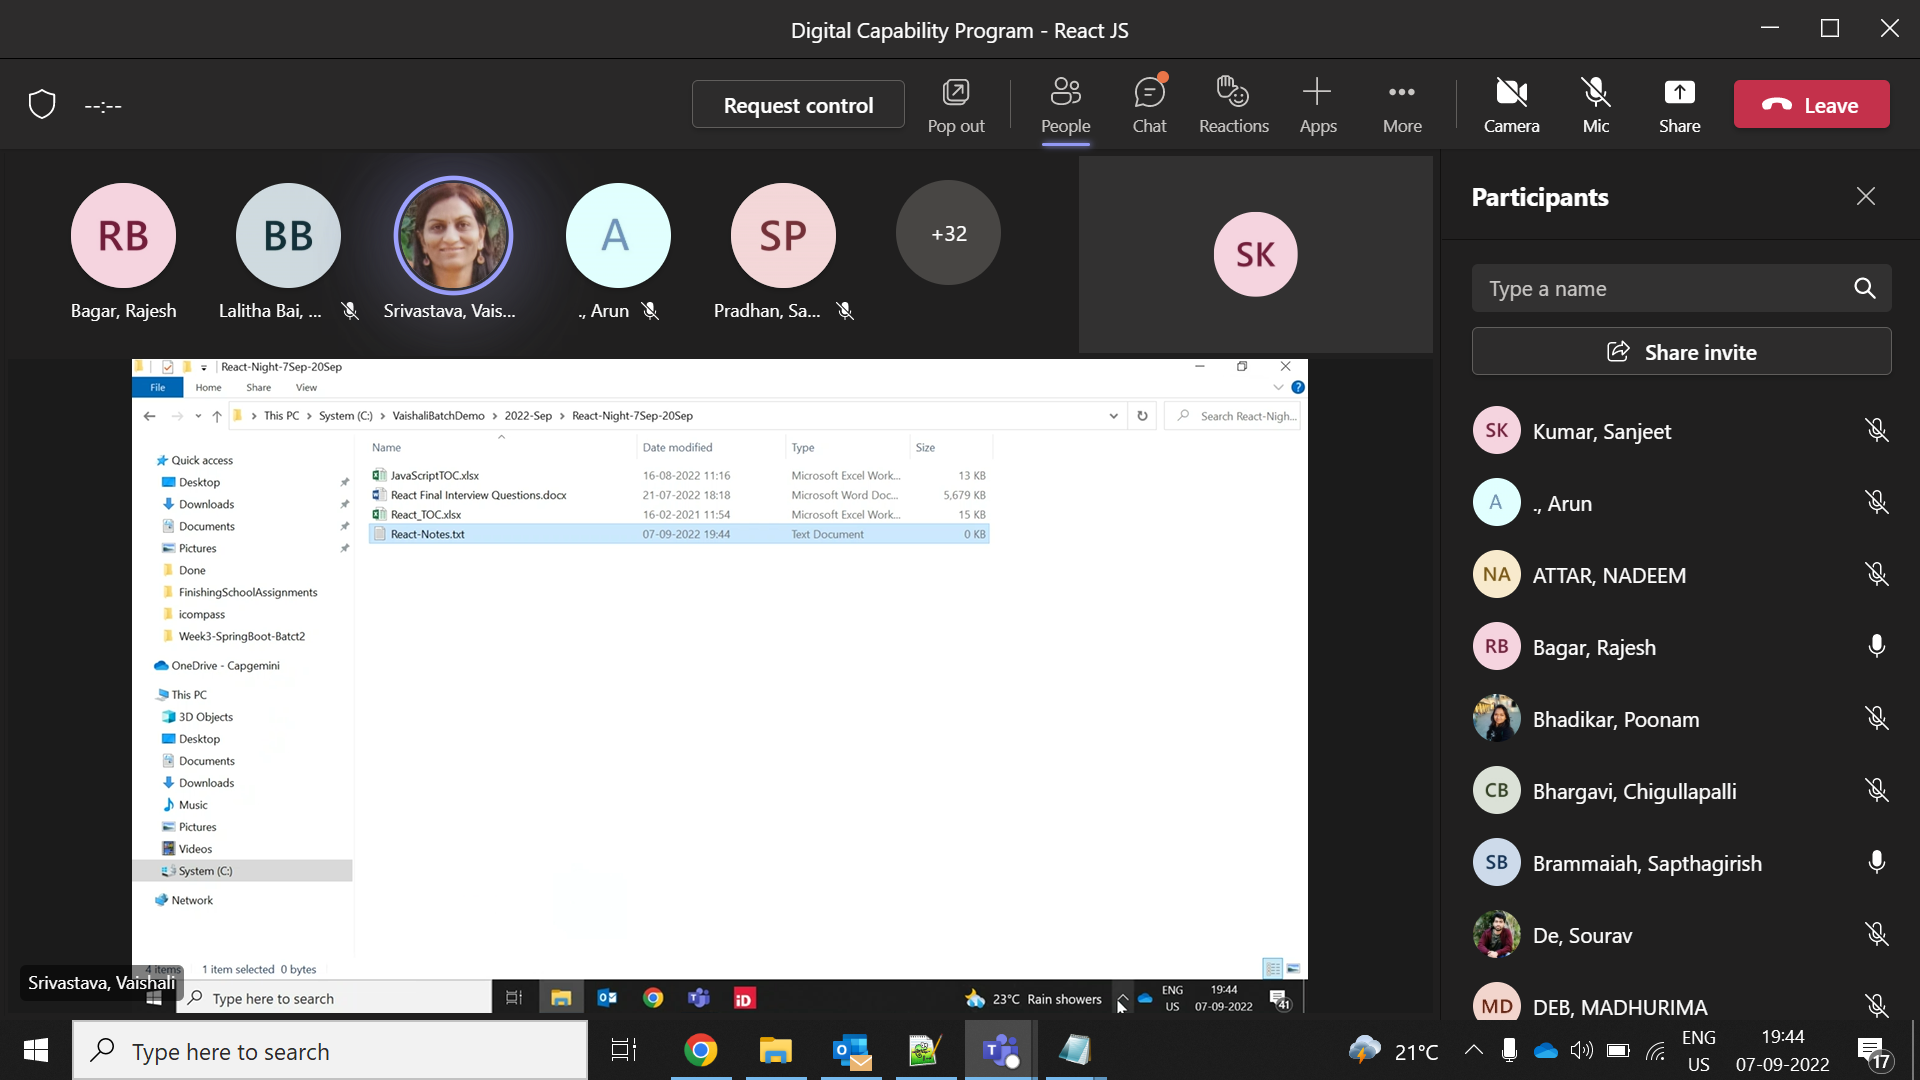 Digital Capability Program - React JS
--:--
Request control
Pop out
People
Chat
Reactions
Apps
More
Camera
Mic
Share
Leave
RB
BB
A
SP
+32
SK
Bagar, Rajesh
Lalitha Bai, ...
Srivastava, Vais...
., Arun
Pradhan, Sa...
Participants
Type a name
Share invite
SK Kumar, Sanjeet
A ., Arun
NA ATTAR, NADEEM
RB Bagar, Rajesh
Bhadikar, Poonam
CB Bhargavi, Chigullapalli
SB Brammaiah, Sapthagirish
De, Sourav
MD DEB, MADHURIMA
React-Night-7Sep-20Sep
File Home Share View
This PC > System (C:) > VaishaliBatchDemo > 2022-Sep > React-Night-7Sep-20Sep
Search React-Nigh...
Name Date modified Type Size
JavaScriptTOC.xlsx 16-08-2022 11:16 Microsoft Excel Work... 13 KB
React Final Interview Questions.docx 21-07-2022 18:18 Microsoft Word Doc... 5,679 KB
React_TOC.xlsx 16-02-2021 11:54 Microsoft Excel Work... 15 KB
React-Notes.txt 07-09-2022 19:44 Text Document 0 KB
Quick access
Desktop
Downloads
Documents
Pictures
Done
FinishingSchoolAssignments
icompass
Week3-SpringBoot-Batct2
OneDrive - Capgemini
This PC
3D Objects
Desktop
Documents
Downloads
Music
Pictures
Videos
System (C:)
Network
4 items 1 item selected 0 bytes
Srivastava, Vaishali
Type here to search
iD
23°C Rain showers
ENG
US
19:44
07-09-2022
41
Type here to search
21°C
ENG
US
19:44
07-09-2022
17